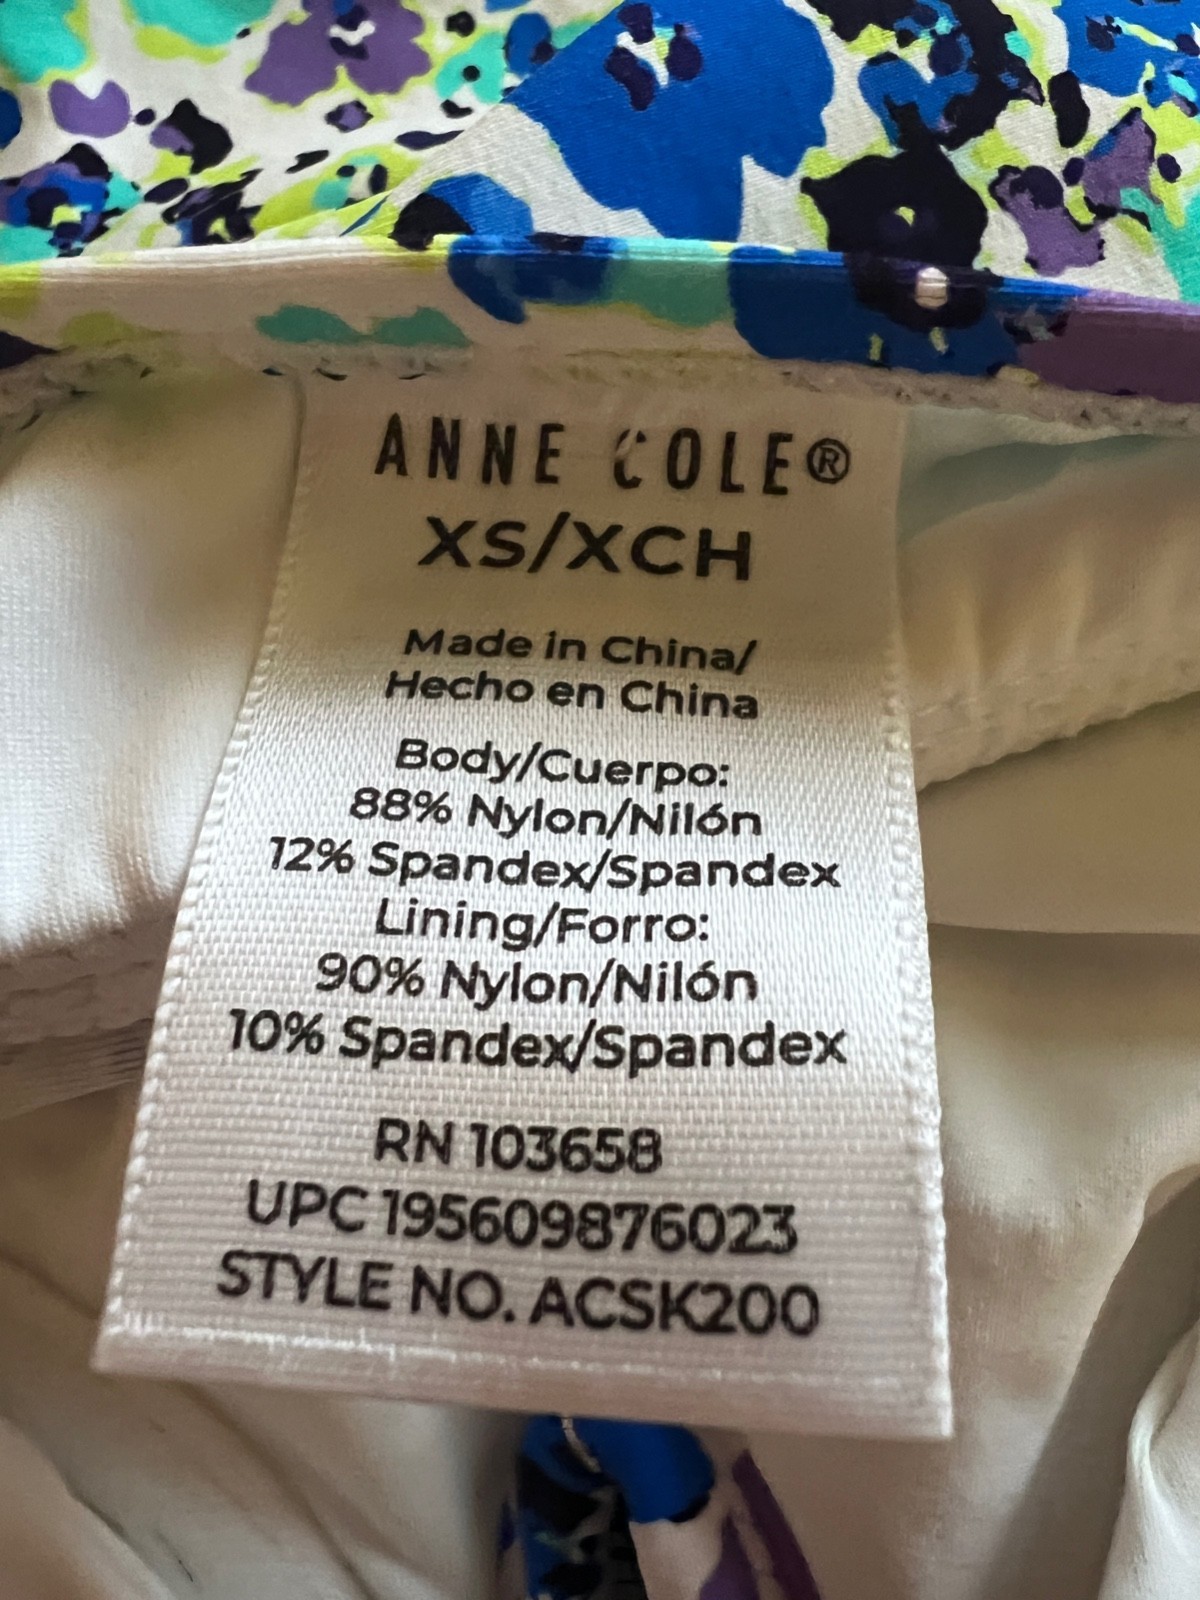 ANNE COLE®
XS/XCH
Made in China/
Hecho en China
Body/Cuerpo:
88% Nylon/Nilón
12% Spandex/Spandex
Lining/Forro:
90% Nylon/Nilón
10% Spandex/Spandex
RN 103658
UPC 195609876023
STYLE NO. ACSK200